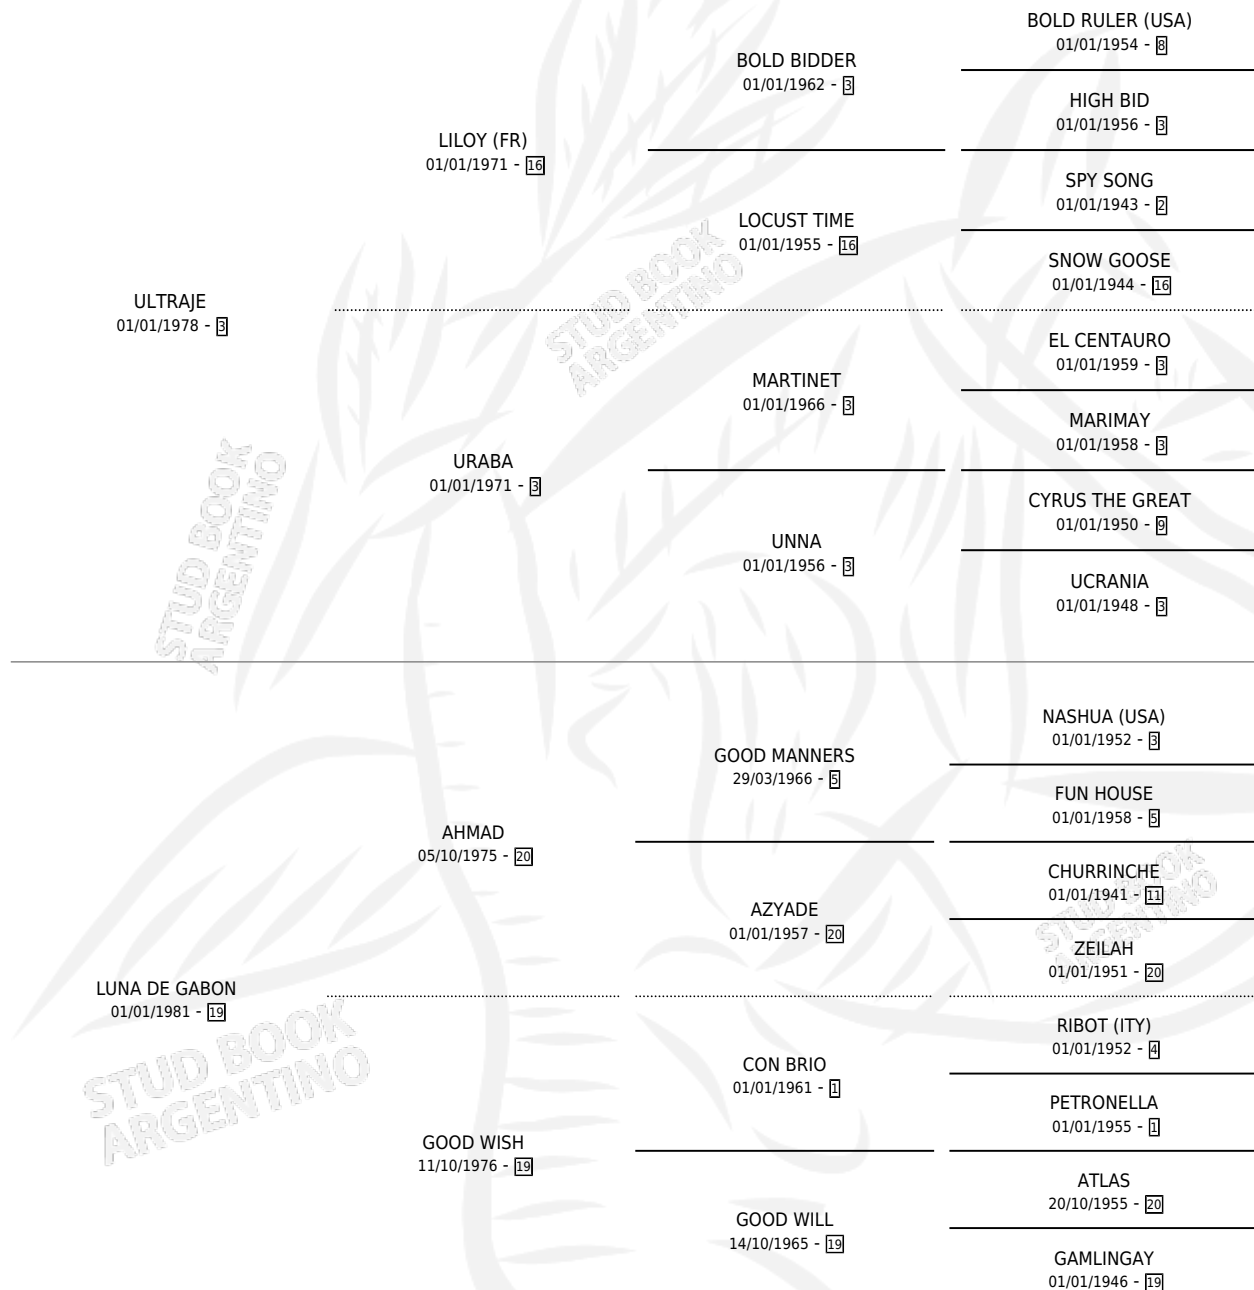 ULTRAJE
01/01/1978 - 3
LILOY (FR)
01/01/1971 - 16
URABA
01/01/1971 - 3
BOLD BIDDER
01/01/1962 - 3
LOCUST TIME
01/01/1955 - 16
MARTINET
01/01/1966 - 3
UNNA
01/01/1956 - 3
BOLD RULER (USA)
01/01/1954 - 8
HIGH BID
01/01/1956 - 3
SPY SONG
01/01/1943 - 2
SNOW GOOSE
01/01/1944 - 16
EL CENTAURO
01/01/1959 - 3
MARIMAY
01/01/1958 - 3
CYRUS THE GREAT
01/01/1950 - 9
UCRANIA
01/01/1948 - 3
LUNA DE GABON
01/01/1981 - 19
AHMAD
05/10/1975 - 20
GOOD WISH
11/10/1976 - 19
GOOD MANNERS
29/03/1966 - 5
AZYADE
01/01/1957 - 20
CON BRIO
01/01/1961 - 1
GOOD WILL
14/10/1965 - 19
NASHUA (USA)
01/01/1952 - 3
FUN HOUSE
01/01/1958 - 5
CHURRINCHE
01/01/1941 - 11
ZEILAH
01/01/1951 - 20
RIBOT (ITY)
01/01/1952 - 4
PETRONELLA
01/01/1955 - 1
ATLAS
20/10/1955 - 20
GAMLINGAY
01/01/1946 - 19
STUD BOOK
ARGENTINO
STUD BOOK
ARGENTINO
STUD BOOK
ARGENTINO
STUD BOOK
ARGENTINO